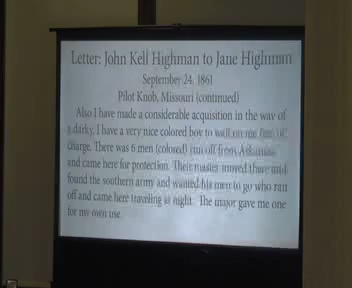 Letter: John Kell Highman to Jane Highmm
September 24, 1861
Pilot Knob, Missouri (continued)
Also I have made a considerable acquisition in the way of
a darky, I have a very nice colored boy to wait on me free of
charge. There was 6 men (colored) run off from Arkansas
and came here for protection. Their master moved there until
found the southern army and wanted his men to go who ran
off and came here traveling at night. The major gave me one
for my own use.